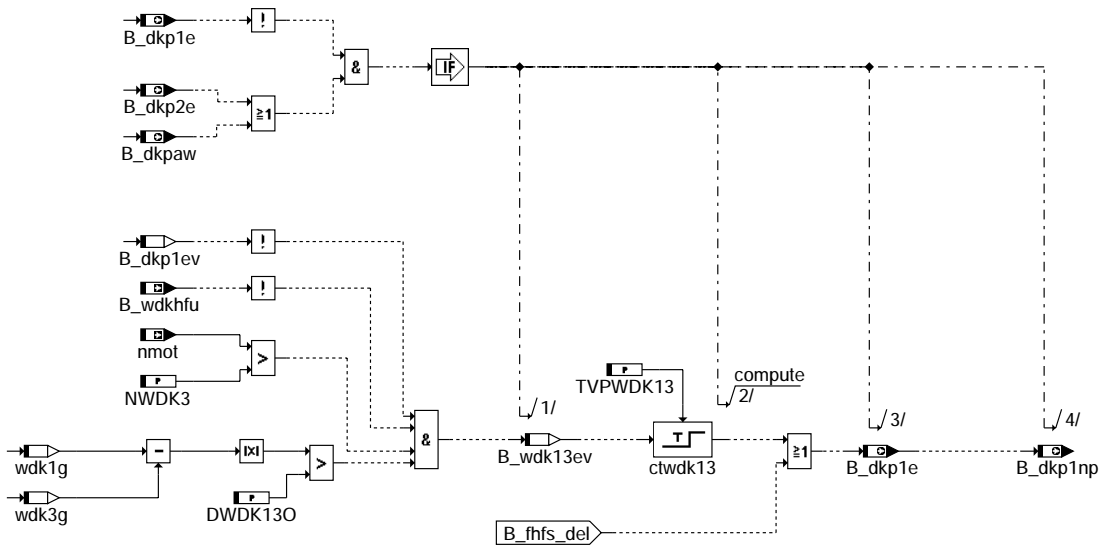 !
B_dkp1e
&
IF
B_dkp2e
≥1
B_dkpaw
!
B_dkp1ev
!
B_wdkhfu
nmot
>
P
NWDK3
P
TVPWDK13
compute
1/
2/
3/
4/
&
T
≥1
B_wdk13ev
ctwdk13
B_dkp1e
B_dkp1np
wdk1g
-
|x|
>
wdk3g
P
DWDK13O
B_fhfs_del